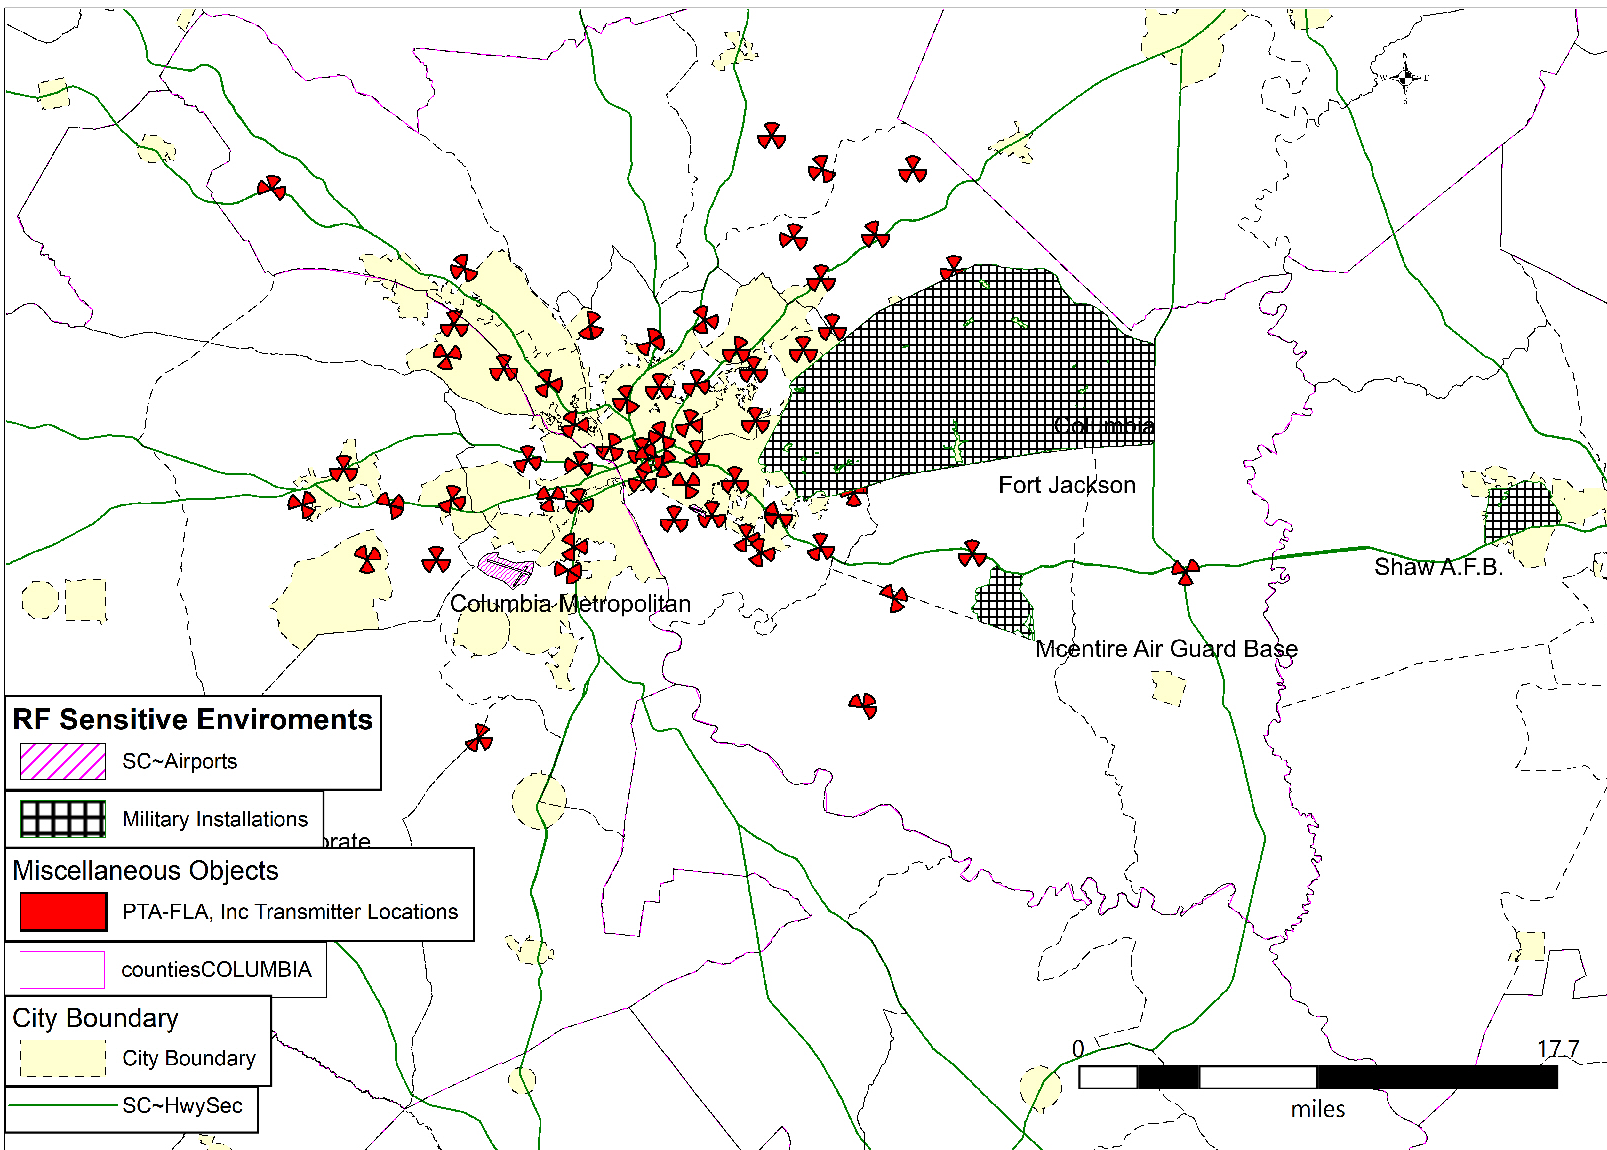 W E
S
Columbia
Fort Jackson
Shaw A.F.B.
Columbia Metropolitan
Mcentire Air Guard Base
RF Sensitive Enviroments
SC~Airports
Military Installations
orate
Miscellaneous Objects
PTA-FLA, Inc Transmitter Locations
countiesCOLUMBIA
City Boundary
City Boundary
SC~HwySec
0 17.7
miles